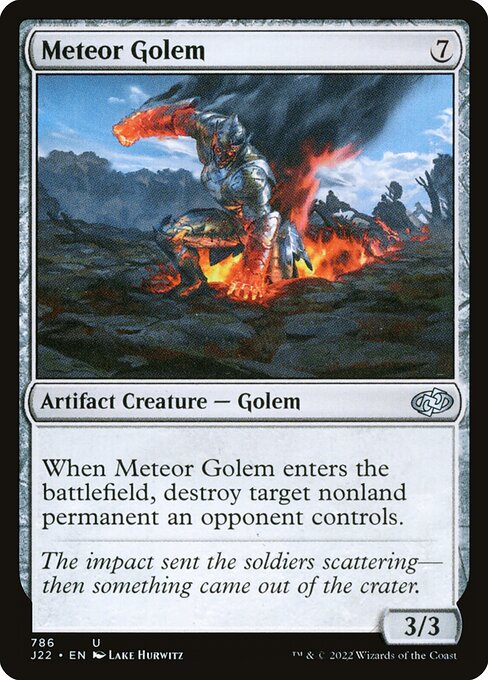 Meteor Golem 7
Artifact Creature — Golem
When Meteor Golem enters the
battlefield, destroy target nonland
permanent an opponent controls.
The impact sent the soldiers scattering—
then something came out of the crater.
3/3
786 U
J22 • EN Lake Hurwitz
™ & © 2022 Wizards of the Coast